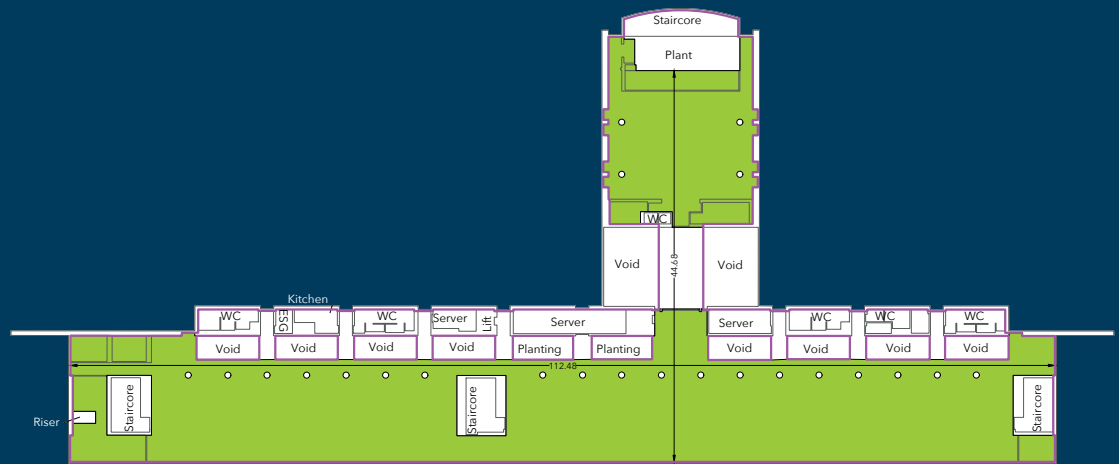 Staircore
Plant
WC
Void
44.68
Void
Kitchen
WC
ESG
WC
Server
Lift
Server
Server
WC
WC
WC
Void
Void
Void
Void
Planting
Planting
Void
Void
Void
Void
112.48
Staircore
Staircore
Staircore
Riser